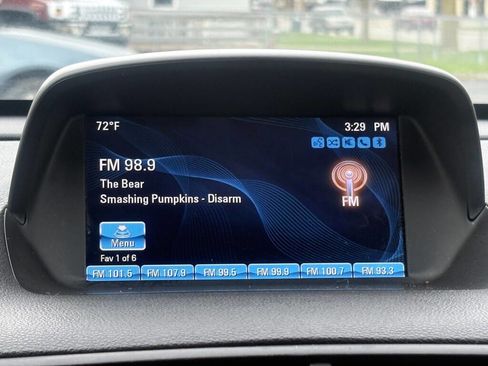 72°F 3:29 PM
FM 98.9
The Bear
Smashing Pumpkins - Disarm
FM
Menu
Fav 1 of 6
FM 101.5 FM 107.9 FM 99.5 FM 99.9 FM 100.7 FM 93.3